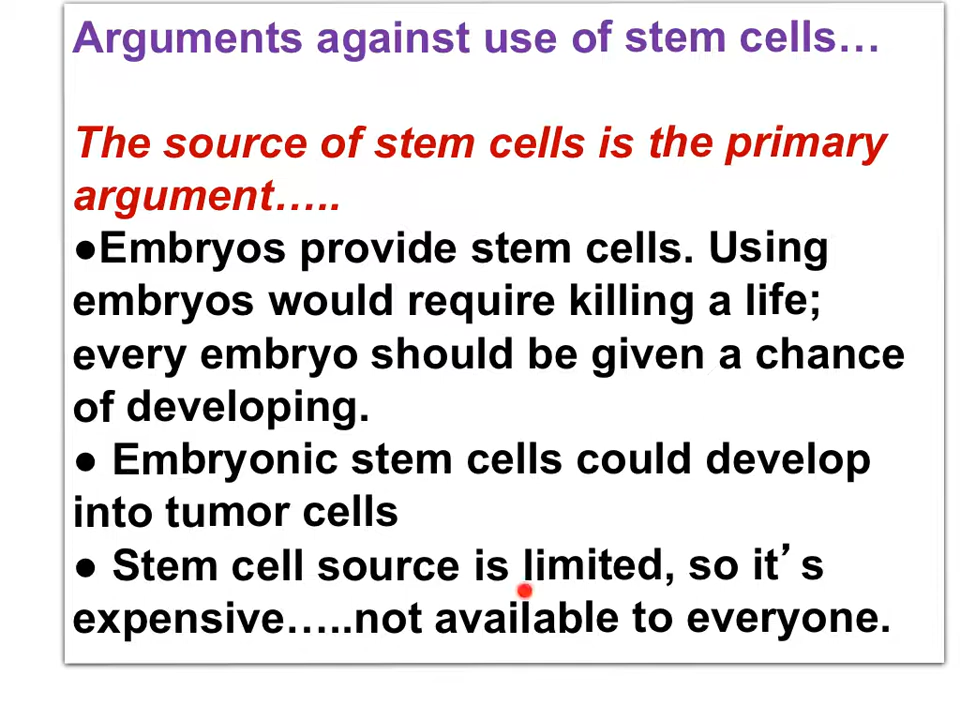 Arguments against use of stem cells…
The source of stem cells is the primary
argument…..
●Embryos provide stem cells. Using
embryos would require killing a life;
every embryo should be given a chance
of developing.
● Embryonic stem cells could develop
into tumor cells
● Stem cell source is limited, so it’s
expensive…..not available to everyone.